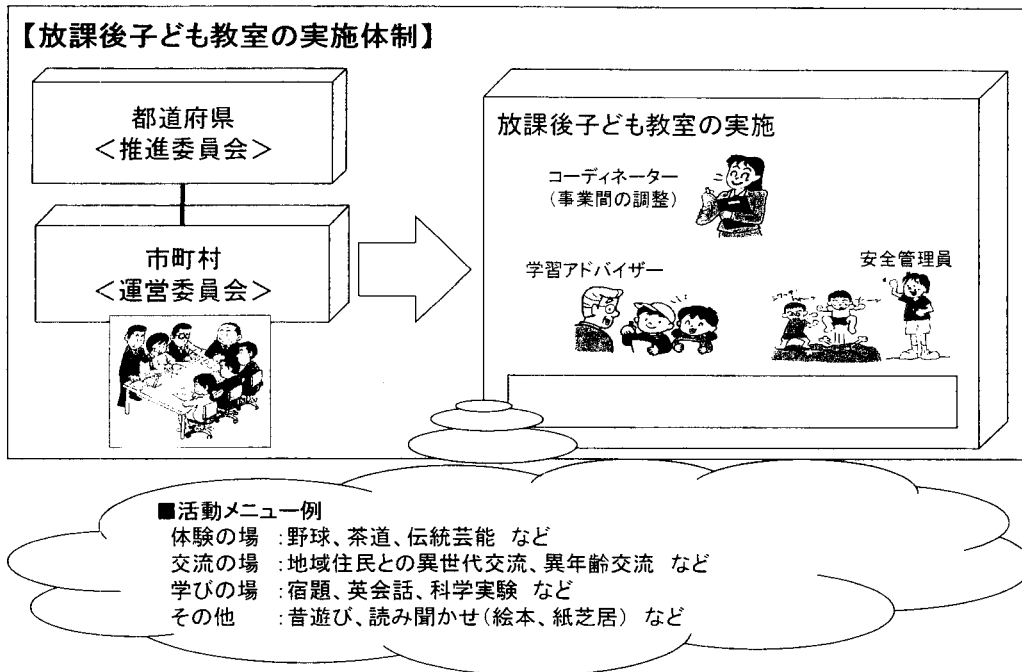 【放課後子ども教室の実施体制】
都道府県
＜推進委員会＞
市町村
＜運営委員会＞
放課後子ども教室の実施
コーディネーター
(事業間の調整)
学習アドバイザー
安全管理員
■活動メニュー例
体験の場 :野球、茶道、伝統芸能 など
交流の場 :地域住民との異世代交流、異年齢交流 など
学びの場 :宿題、英会話、科学実験 など
その他 :昔遊び、読み聞かせ(絵本、紙芝居) など